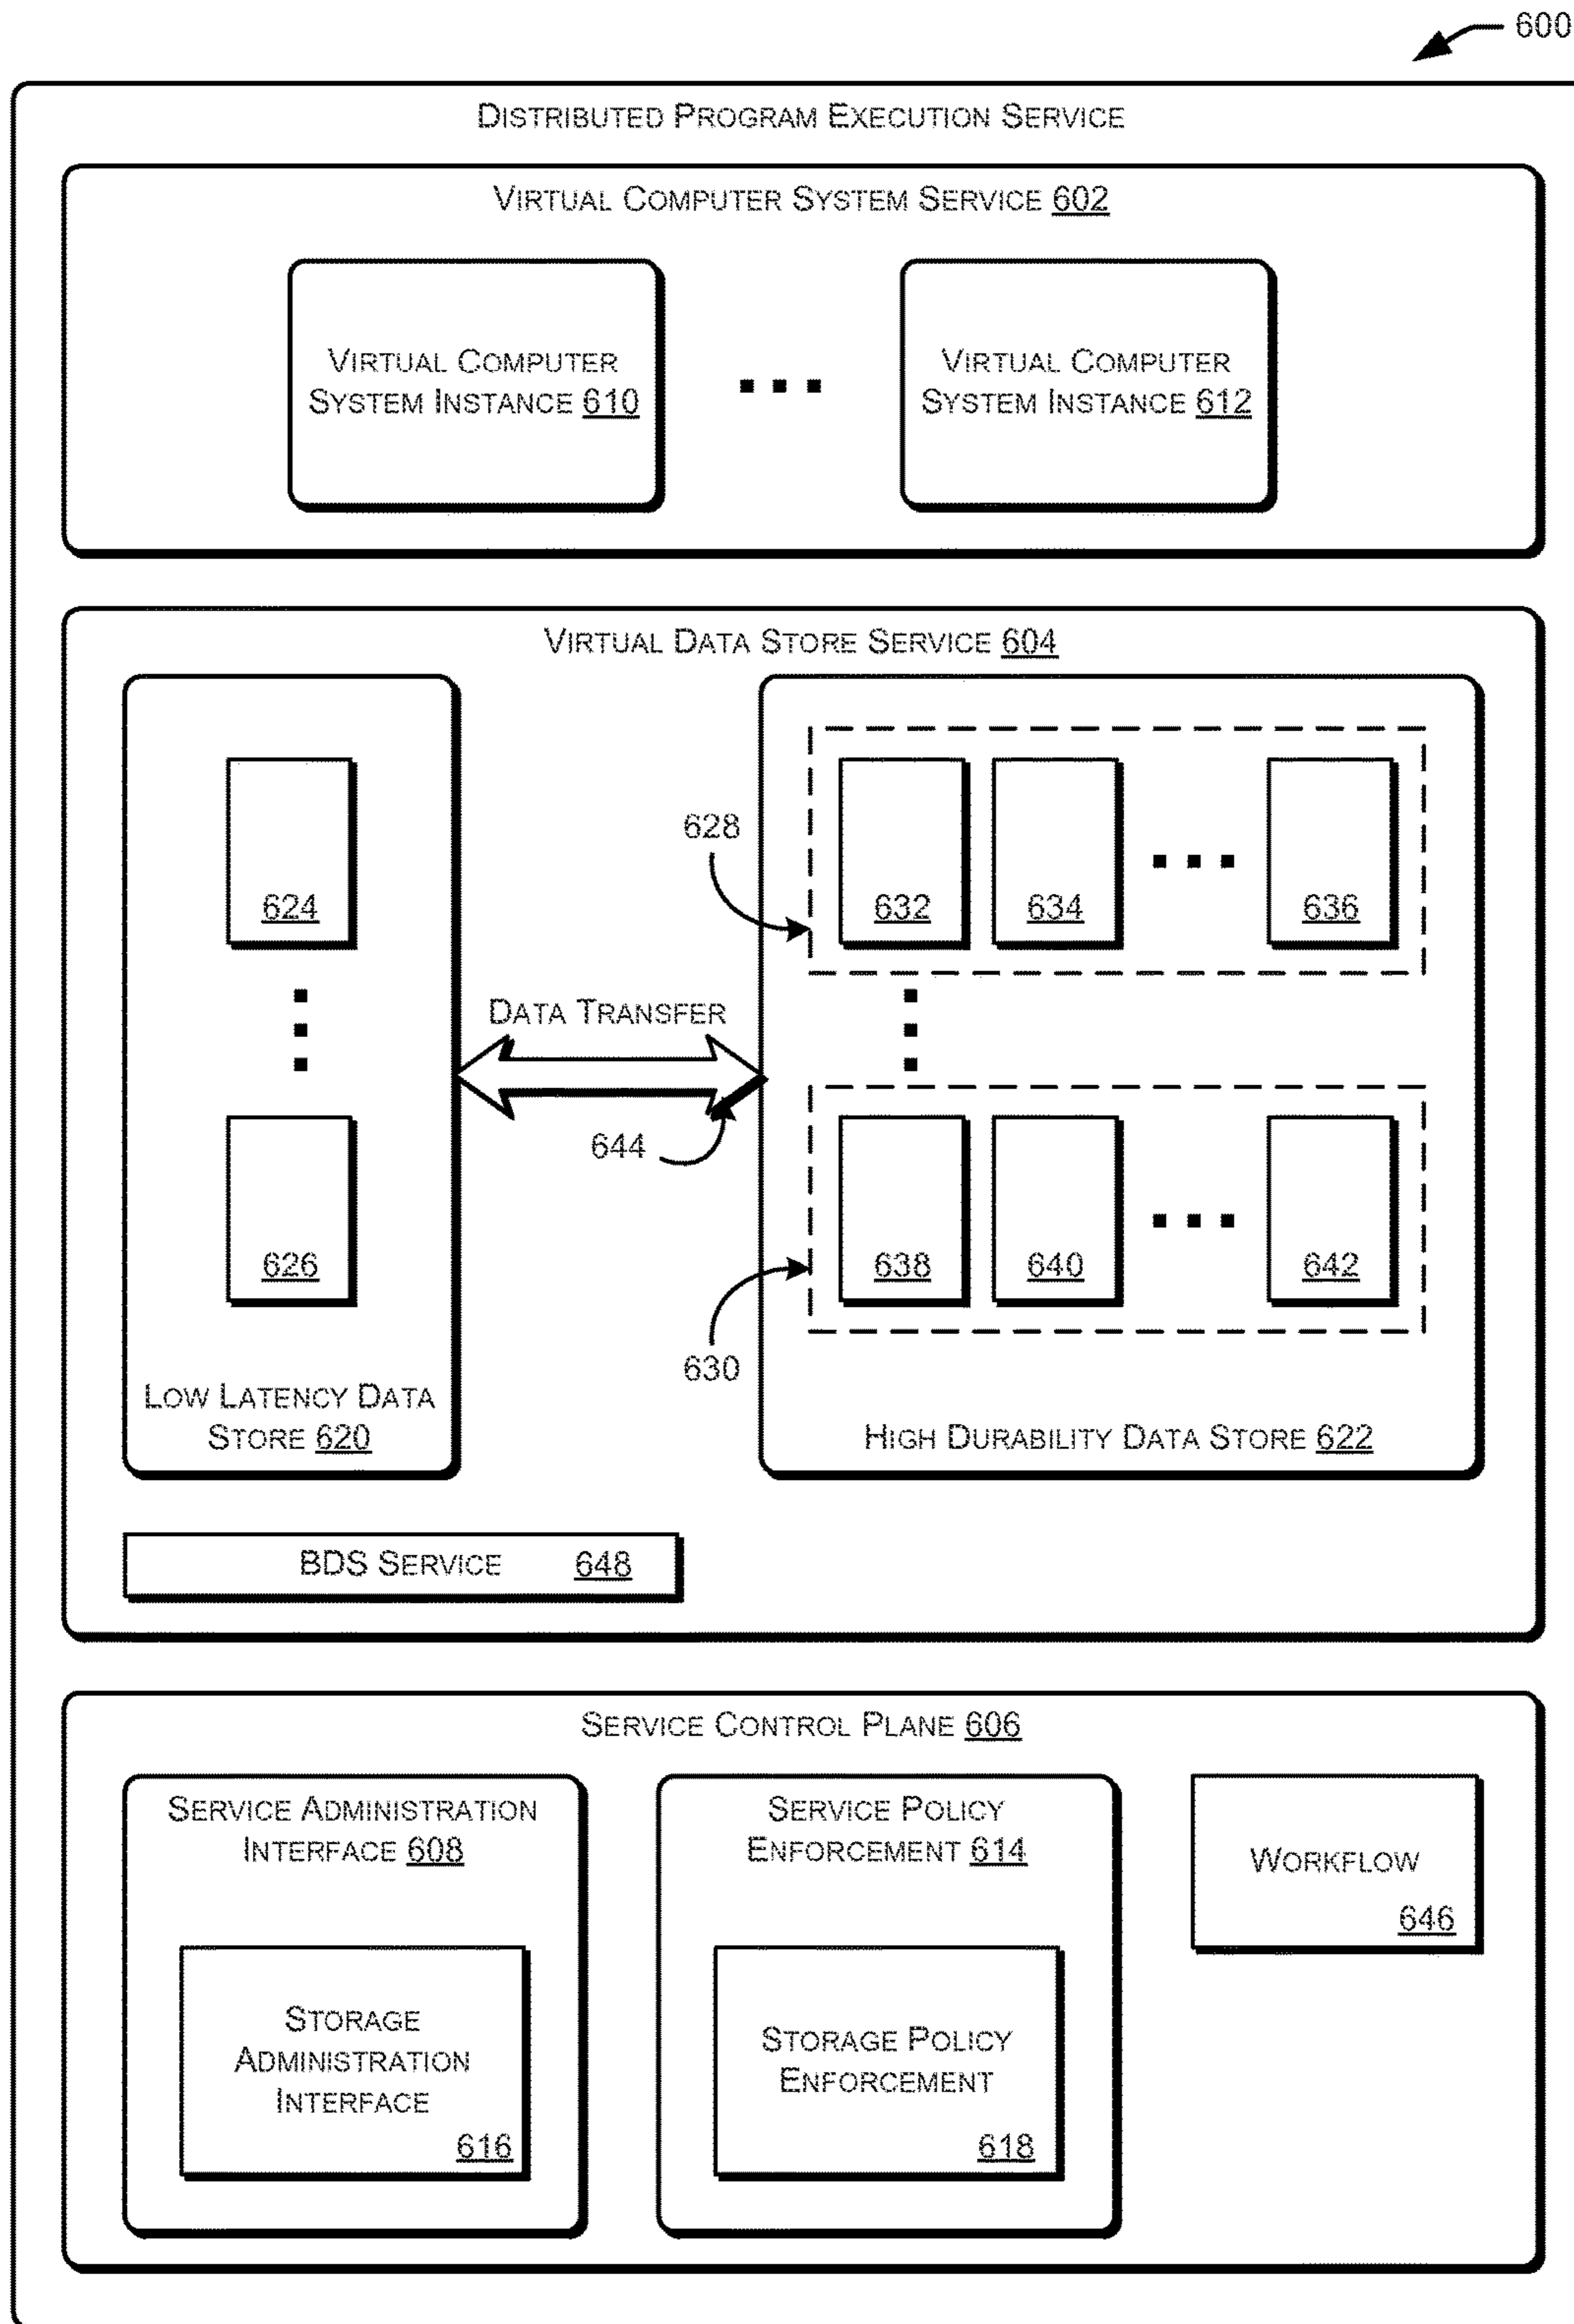 600
DISTRIBUTED PROGRAM EXECUTION SERVICE
VIRTUAL COMPUTER SYSTEM SERVICE 602
VIRTUAL COMPUTER
SYSTEM INSTANCE 610
VIRTUAL COMPUTER
SYSTEM INSTANCE 612
VIRTUAL DATA STORE SERVICE 604
624
626
LOW LATENCY DATA
STORE 620
DATA TRANSFER
644
628
632 634 636
630
638 640 642
HIGH DURABILITY DATA STORE 622
BDS SERVICE 648
SERVICE CONTROL PLANE 606
SERVICE ADMINISTRATION
INTERFACE 608
STORAGE
ADMINISTRATION
INTERFACE
616
SERVICE POLICY
ENFORCEMENT 614
STORAGE POLICY
ENFORCEMENT
618
WORKFLOW
646